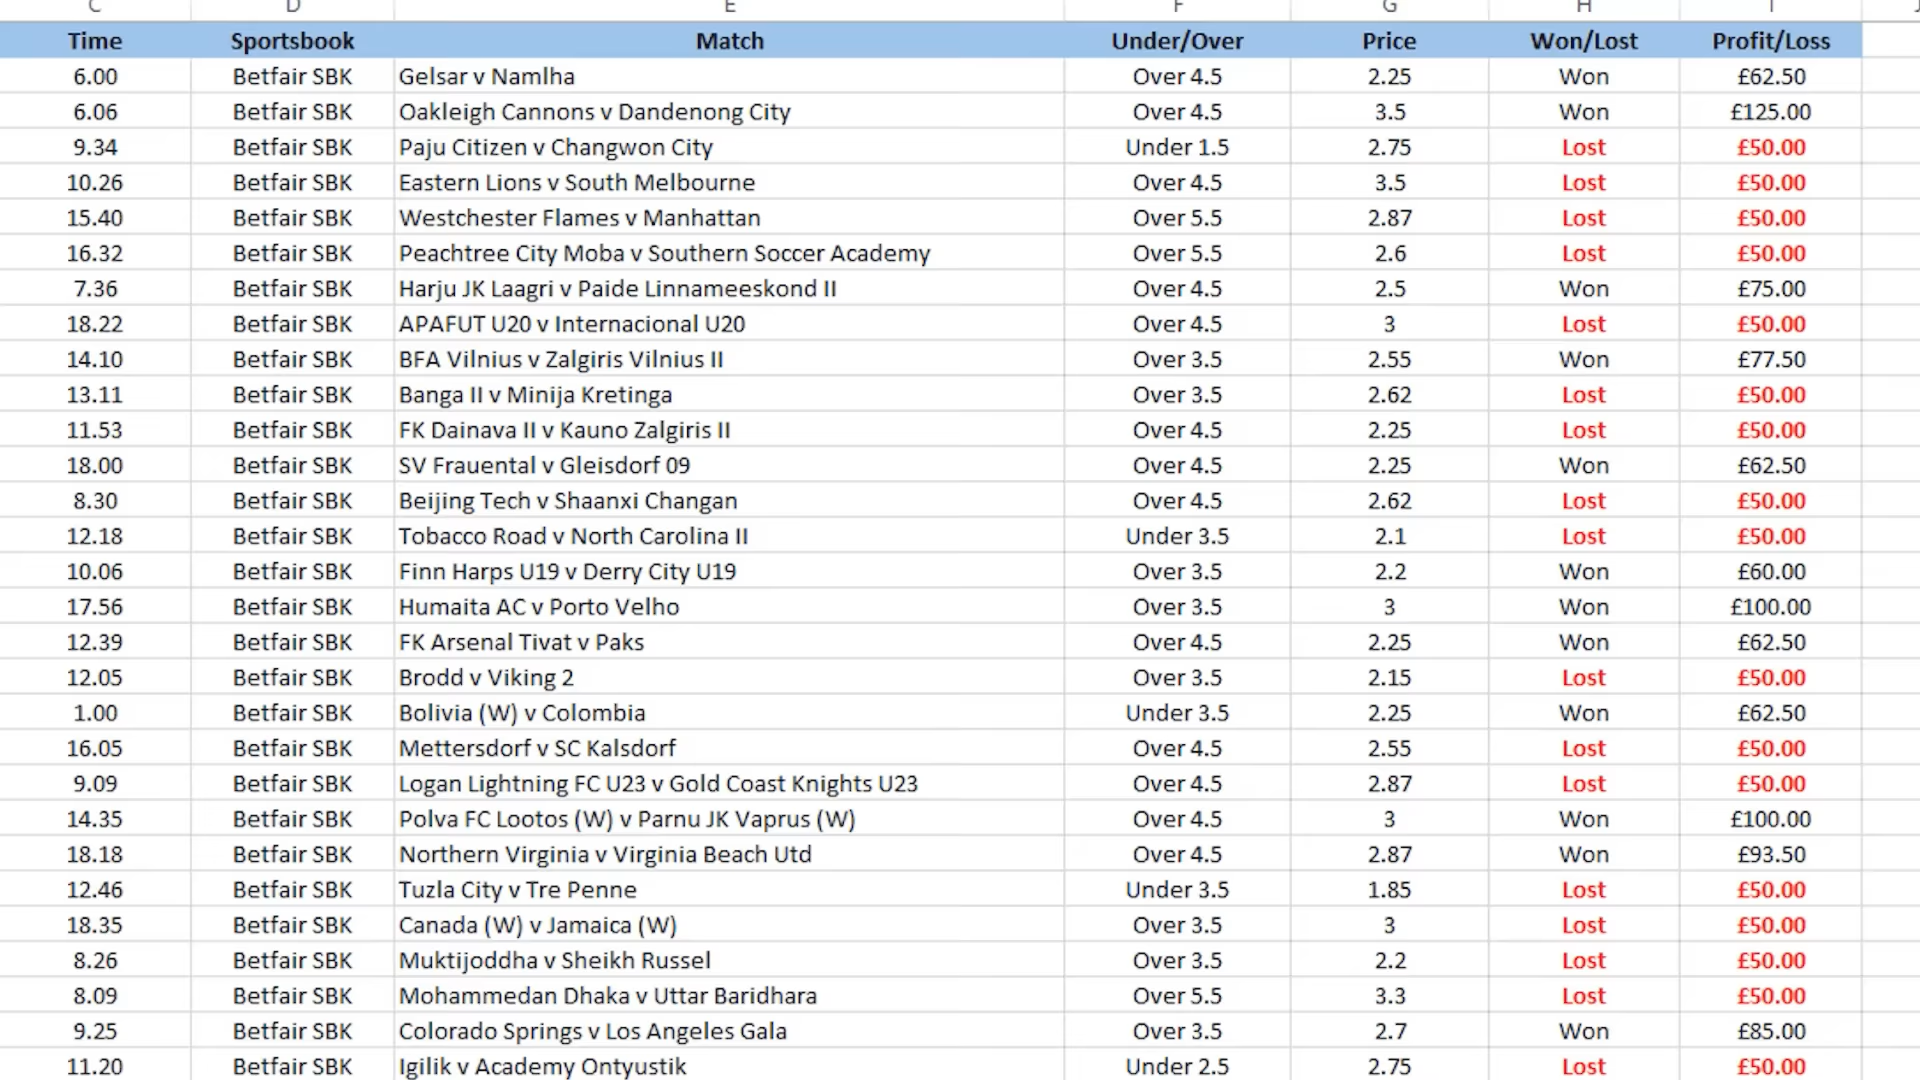 C D E F G H I J
Time Sportsbook Match Under/Over Price Won/Lost Profit/Loss
6.00 Betfair SBK Gelsar v Namlha Over 4.5 2.25 Won £62.50
6.06 Betfair SBK Oakleigh Cannons v Dandenong City Over 4.5 3.5 Won £125.00
9.34 Betfair SBK Paju Citizen v Changwon City Under 1.5 2.75 Lost £50.00
10.26 Betfair SBK Eastern Lions v South Melbourne Over 4.5 3.5 Lost £50.00
15.40 Betfair SBK Westchester Flames v Manhattan Over 5.5 2.87 Lost £50.00
16.32 Betfair SBK Peachtree City Moba v Southern Soccer Academy Over 5.5 2.6 Lost £50.00
7.36 Betfair SBK Harju JK Laagri v Paide Linnameeskond II Over 4.5 2.5 Won £75.00
18.22 Betfair SBK APAFUT U20 v Internacional U20 Over 4.5 3 Lost £50.00
14.10 Betfair SBK BFA Vilnius v Zalgiris Vilnius II Over 3.5 2.55 Won £77.50
13.11 Betfair SBK Banga II v Minija Kretinga Over 3.5 2.62 Lost £50.00
11.53 Betfair SBK FK Dainava II v Kauno Zalgiris II Over 4.5 2.25 Lost £50.00
18.00 Betfair SBK SV Frauental v Gleisdorf 09 Over 4.5 2.25 Won £62.50
8.30 Betfair SBK Beijing Tech v Shaanxi Changan Over 4.5 2.62 Lost £50.00
12.18 Betfair SBK Tobacco Road v North Carolina II Under 3.5 2.1 Lost £50.00
10.06 Betfair SBK Finn Harps U19 v Derry City U19 Over 3.5 2.2 Won £60.00
17.56 Betfair SBK Humaita AC v Porto Velho Over 3.5 3 Won £100.00
12.39 Betfair SBK FK Arsenal Tivat v Paks Over 4.5 2.25 Won £62.50
12.05 Betfair SBK Brodd v Viking 2 Over 3.5 2.15 Lost £50.00
1.00 Betfair SBK Bolivia (W) v Colombia Under 3.5 2.25 Won £62.50
16.05 Betfair SBK Mettersdorf v SC Kalsdorf Over 4.5 2.55 Lost £50.00
9.09 Betfair SBK Logan Lightning FC U23 v Gold Coast Knights U23 Over 4.5 2.87 Lost £50.00
14.35 Betfair SBK Polva FC Lootos (W) v Parnu JK Vaprus (W) Over 4.5 3 Won £100.00
18.18 Betfair SBK Northern Virginia v Virginia Beach Utd Over 4.5 2.87 Won £93.50
12.46 Betfair SBK Tuzla City v Tre Penne Under 3.5 1.85 Lost £50.00
18.35 Betfair SBK Canada (W) v Jamaica (W) Over 3.5 3 Lost £50.00
8.26 Betfair SBK Muktijoddha v Sheikh Russel Over 3.5 2.2 Lost £50.00
8.09 Betfair SBK Mohammedan Dhaka v Uttar Baridhara Over 5.5 3.3 Lost £50.00
9.25 Betfair SBK Colorado Springs v Los Angeles Gala Over 3.5 2.7 Won £85.00
11.20 Betfair SBK Igilik v Academy Ontyustik Under 2.5 2.75 Lost £50.00